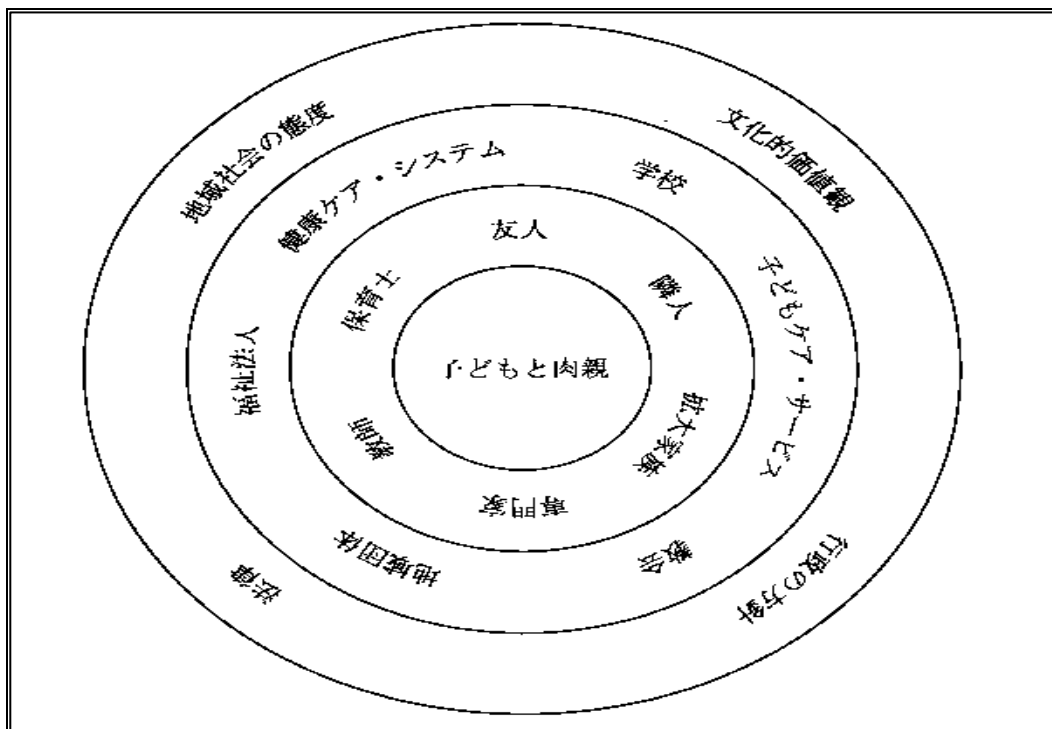 地域社会の態度
文化的価値観
健康ケア・システム
学校
友人
保育士
隣人
子どもケア・サービス
福祉法人
子どもと肉親
教師
拡大家族
専門家
地域団体
教会
法律
行政の方針